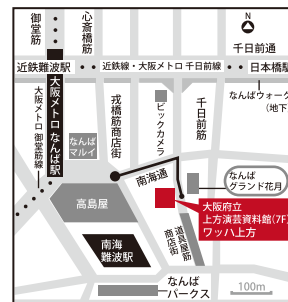 御堂筋
心斎橋筋
N
千日前通
近鉄難波駅
近鉄線・大阪メトロ 千日前線
日本橋駅
大阪メトロ なんば駅
大阪メトロ 御堂筋線
なんば
マルイ
戎橋筋商店街
ビックカメラ
千日前筋
なんばウォーク
(地下
南海通
なんば
グランド花月
高島屋
大阪府立
上方演芸資料館(7F)
ワッハ上方
南海
難波駅
道具屋筋
商店街
なんば
パークス
100m